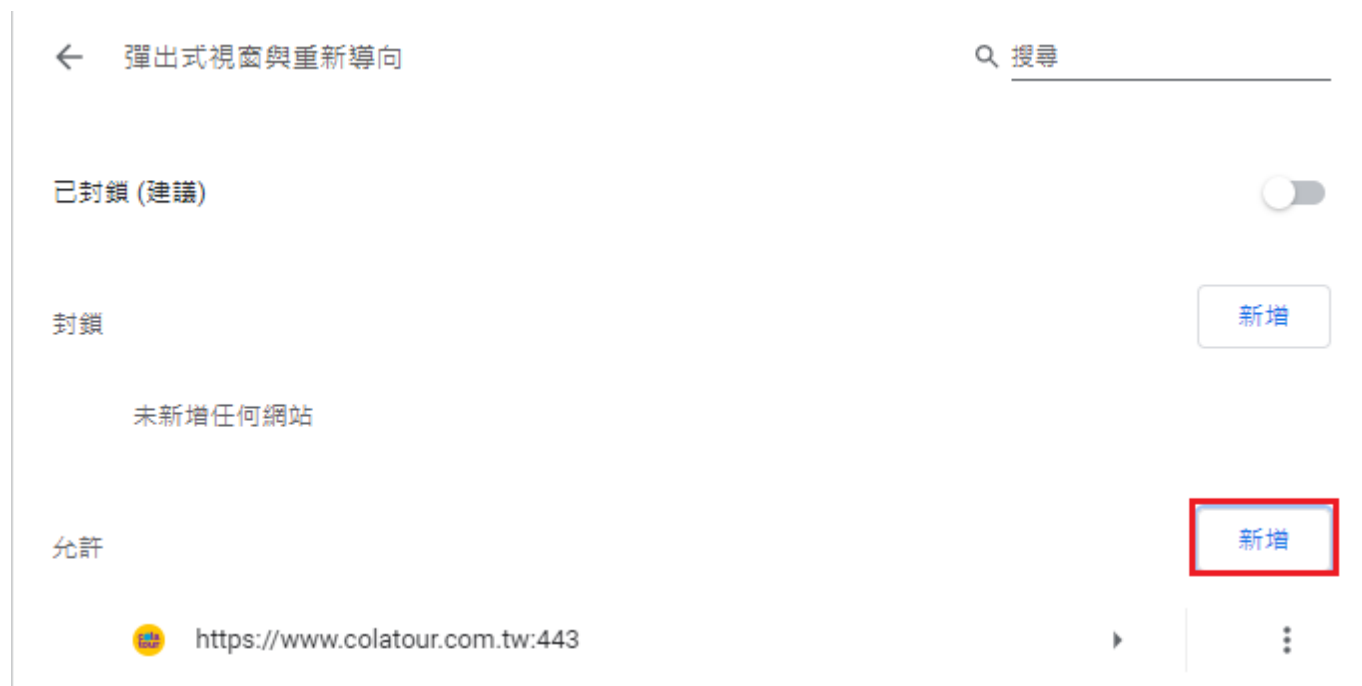 彈出式視窗與重新導向
搜尋
已封鎖 (建議)
封鎖
新增
未新增任何網站
允許
新增
cola
tour
https://www.colatour.com.tw:443